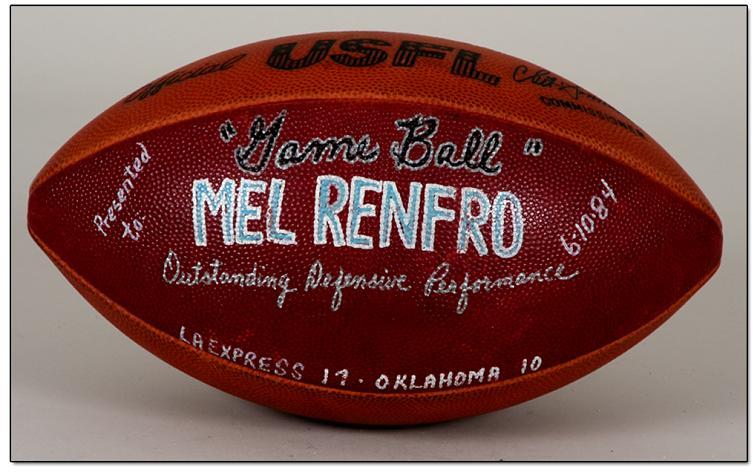 Official USFL
COMMISSIONER
"Game Ball"
Presented
to
MEL RENFRO
6·10·84
Outstanding Defensive Performance
LA EXPRESS 17 · OKLAHOMA 10